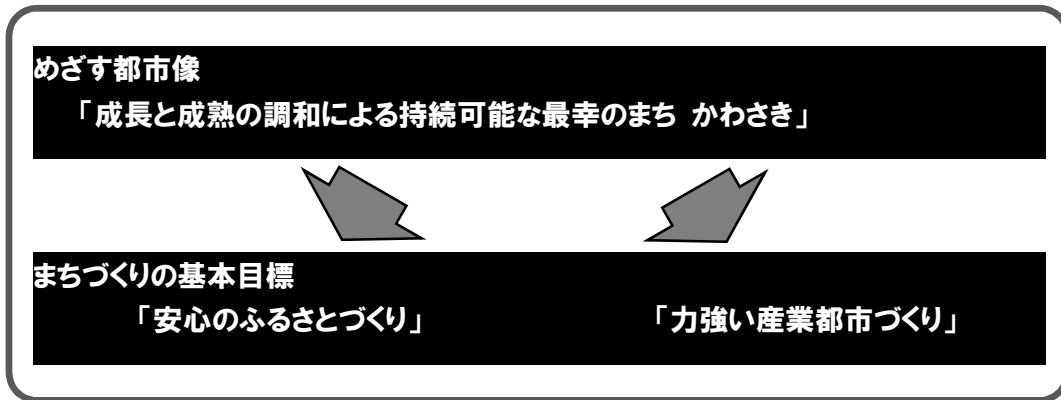 めざす都市像
「成長と成熟の調和による持続可能な最幸のまち かわさき」
まちづくりの基本目標
「安心のふるさとづくり」 「力強い産業都市づくり」